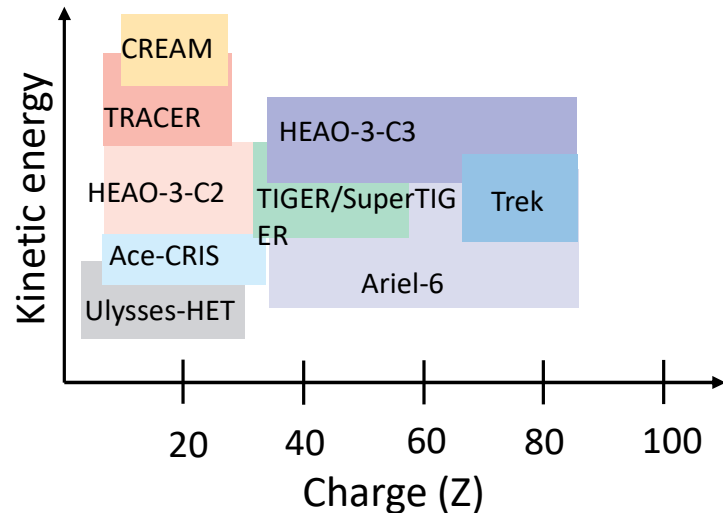 CREAM
TRACER
HEAO-3-C3
HEAO-3-C2
TIGER/SuperTIG
ER
Trek
Ace-CRIS
Ariel-6
Ulysses-HET
Kinetic energy
20 40 60 80 100
Charge (Z)